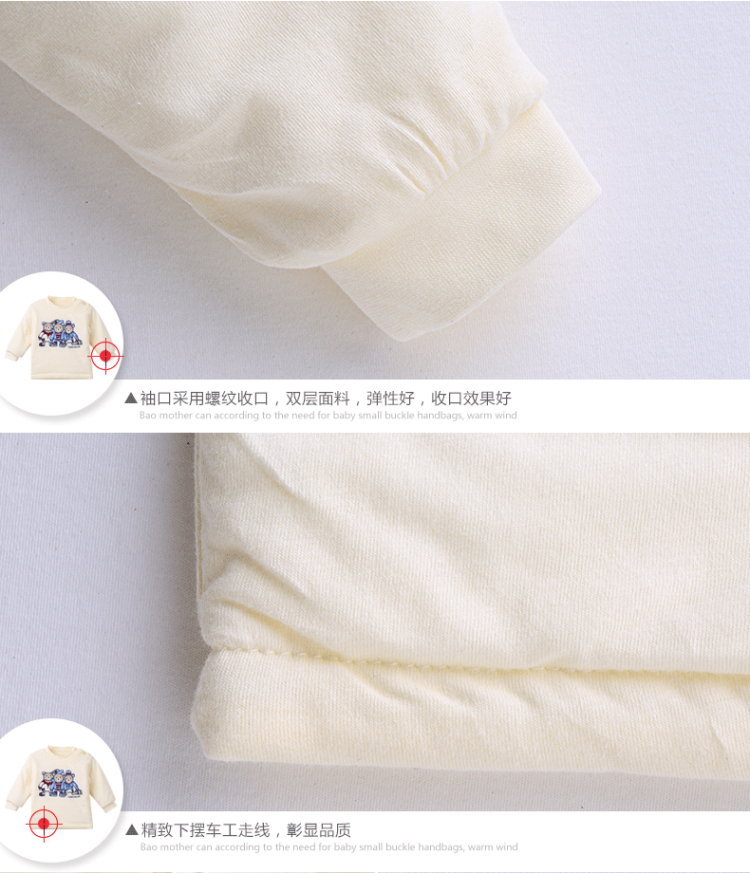 ▲袖口采用螺纹收口，双层面料，弹性好，收口效果好
Bao mother can according to the need for baby small buckle handbags, warm wind
▲精致下摆车工走线，彰显品质
Bao mother can according to the need for baby small buckle handbags, warm wind